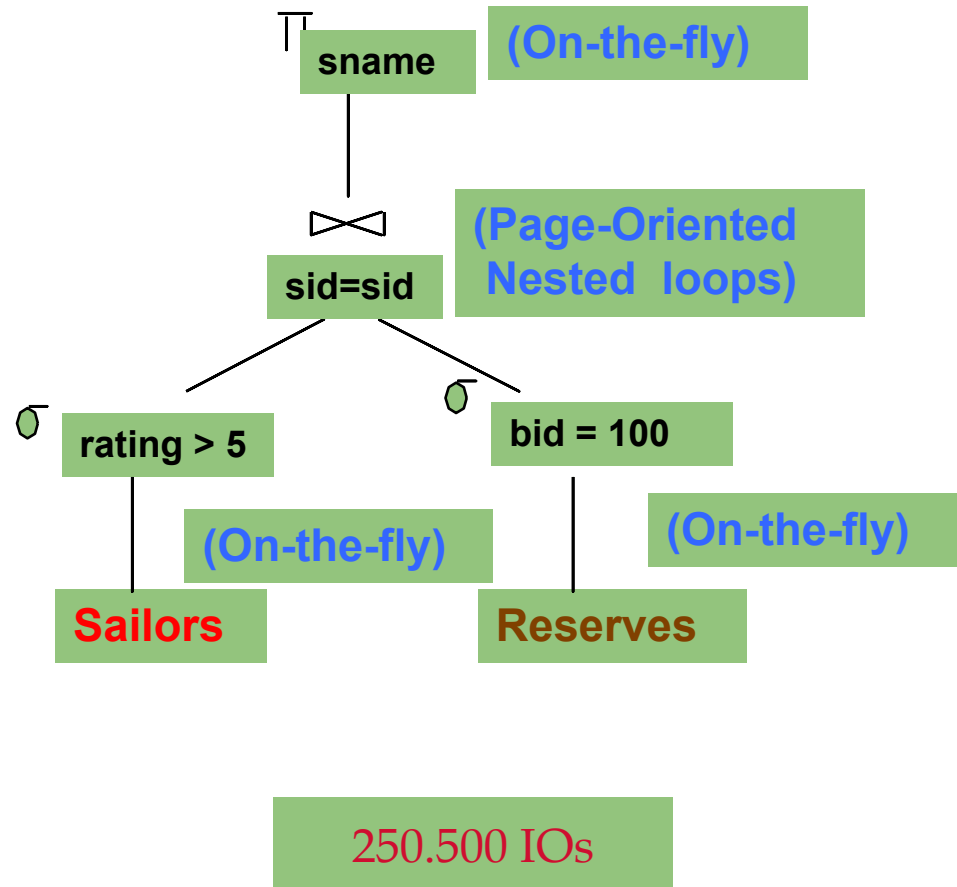 π sname (On-the-fly)
⋈
sid=sid
(Page-Oriented
Nested loops)
σ rating > 5
σ bid = 100
(On-the-fly)
(On-the-fly)
Sailors
Reserves
250.500 IOs